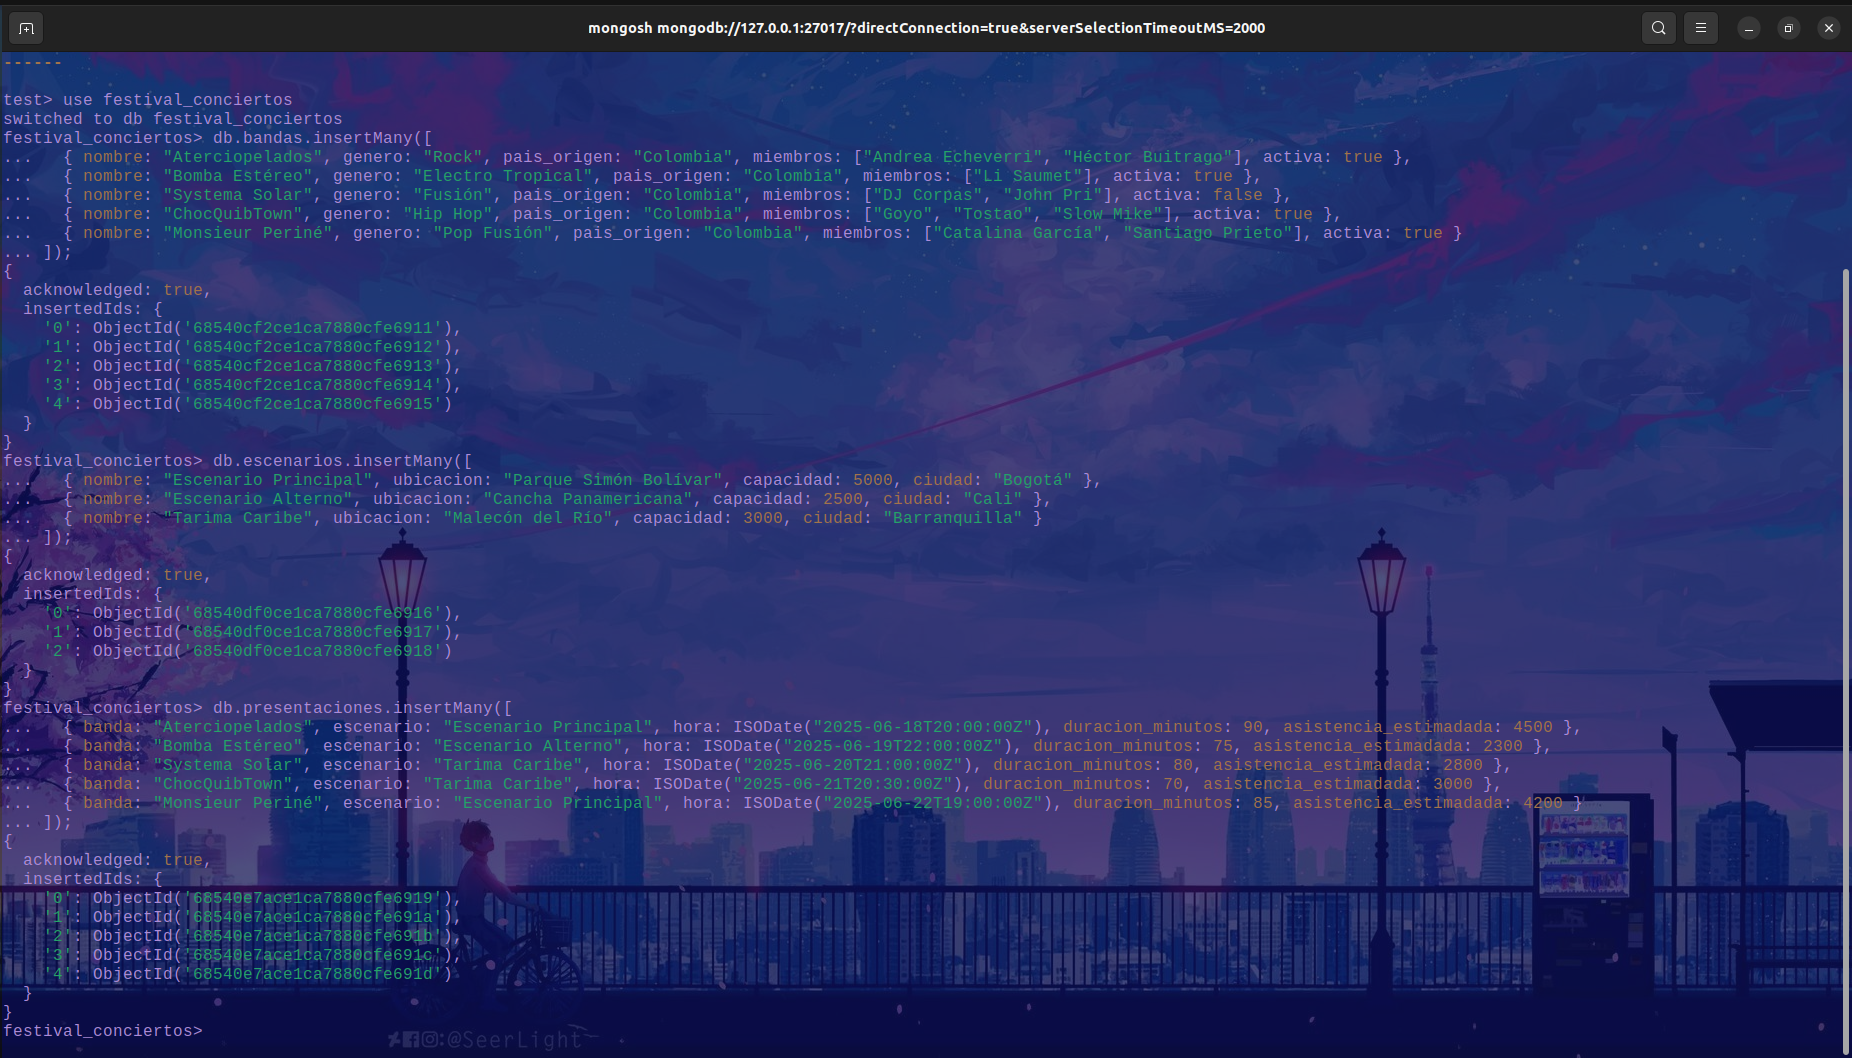 mongosh mongodb://127.0.0.1:27017/?directConnection=true&serverSelectionTimeoutMS=2000
------
test> use festival_conciertos
switched to db festival_conciertos
festival_conciertos> db.bandas.insertMany([
...   { nombre: "Aterciopelados", genero: "Rock", pais_origen: "Colombia", miembros: ["Andrea Echeverri", "Héctor Buitrago"], activa: true },
...   { nombre: "Bomba Estéreo", genero: "Electro Tropical", pais_origen: "Colombia", miembros: ["Li Saumet"], activa: true },
...   { nombre: "Systema Solar", genero: "Fusión", pais_origen: "Colombia", miembros: ["DJ Corpas", "John Pri"], activa: false },
...   { nombre: "ChocQuibTown", genero: "Hip Hop", pais_origen: "Colombia", miembros: ["Goyo", "Tostao", "Slow Mike"], activa: true },
...   { nombre: "Monsieur Periné", genero: "Pop Fusión", pais_origen: "Colombia", miembros: ["Catalina García", "Santiago Prieto"], activa: true }
... ]);
{
  acknowledged: true,
  insertedIds: {
    '0': ObjectId('68540cf2ce1ca7880cfe6911'),
    '1': ObjectId('68540cf2ce1ca7880cfe6912'),
    '2': ObjectId('68540cf2ce1ca7880cfe6913'),
    '3': ObjectId('68540cf2ce1ca7880cfe6914'),
    '4': ObjectId('68540cf2ce1ca7880cfe6915')
  }
}
festival_conciertos> db.escenarios.insertMany([
...   { nombre: "Escenario Principal", ubicacion: "Parque Simón Bolívar", capacidad: 5000, ciudad: "Bogotá" },
...   { nombre: "Escenario Alterno", ubicacion: "Cancha Panamericana", capacidad: 2500, ciudad: "Cali" },
...   { nombre: "Tarima Caribe", ubicacion: "Malecón del Río", capacidad: 3000, ciudad: "Barranquilla" }
... ]);
{
  acknowledged: true,
  insertedIds: {
    '0': ObjectId('68540df0ce1ca7880cfe6916'),
    '1': ObjectId('68540df0ce1ca7880cfe6917'),
    '2': ObjectId('68540df0ce1ca7880cfe6918')
  }
}
festival_conciertos> db.presentaciones.insertMany([
...   { banda: "Aterciopelados", escenario: "Escenario Principal", hora: ISODate("2025-06-18T20:00:00Z"), duracion_minutos: 90, asistencia_estimadada: 4500 },
...   { banda: "Bomba Estéreo", escenario: "Escenario Alterno", hora: ISODate("2025-06-19T22:00:00Z"), duracion_minutos: 75, asistencia_estimadada: 2300 },
...   { banda: "Systema Solar", escenario: "Tarima Caribe", hora: ISODate("2025-06-20T21:00:00Z"), duracion_minutos: 80, asistencia_estimadada: 2800 },
...   { banda: "ChocQuibTown", escenario: "Tarima Caribe", hora: ISODate("2025-06-21T20:30:00Z"), duracion_minutos: 70, asistencia_estimadada: 3000 },
...   { banda: "Monsieur Periné", escenario: "Escenario Principal", hora: ISODate("2025-06-22T19:00:00Z"), duracion_minutos: 85, asistencia_estimadada: 4200 }
... ]);
{
  acknowledged: true,
  insertedIds: {
    '0': ObjectId('68540e7ace1ca7880cfe6919'),
    '1': ObjectId('68540e7ace1ca7880cfe691a'),
    '2': ObjectId('68540e7ace1ca7880cfe691b'),
    '3': ObjectId('68540e7ace1ca7880cfe691c'),
    '4': ObjectId('68540e7ace1ca7880cfe691d')
  }
}
festival_conciertos>
:@SeerLight